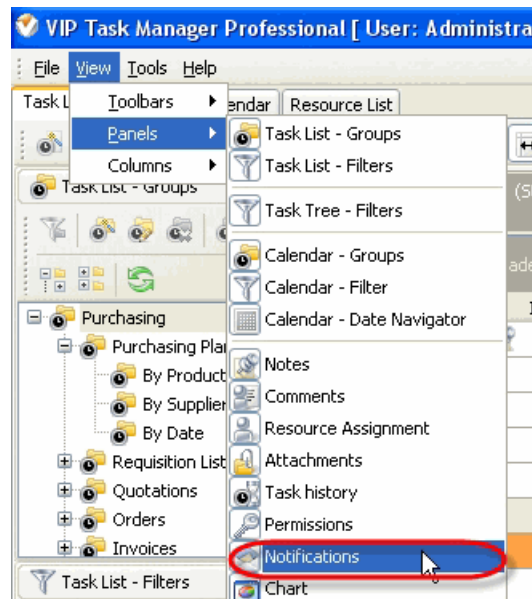 VIP Task Manager Professional [ User: Administra
File View Tools Help
Task L
endar
Resource List
Toolbars
Panels
Columns
Task List - Groups
Purchasing
Purchasing Plan
By Product
By Supplier
By Date
Requisition List
Quotations
Orders
Invoices
Task List - Filters
Task List - Groups
Task List - Filters
Task Tree - Filters
Calendar - Groups
Calendar - Filter
Calendar - Date Navigator
Notes
Comments
Resource Assignment
Attachments
Task history
Permissions
Notifications
Chart